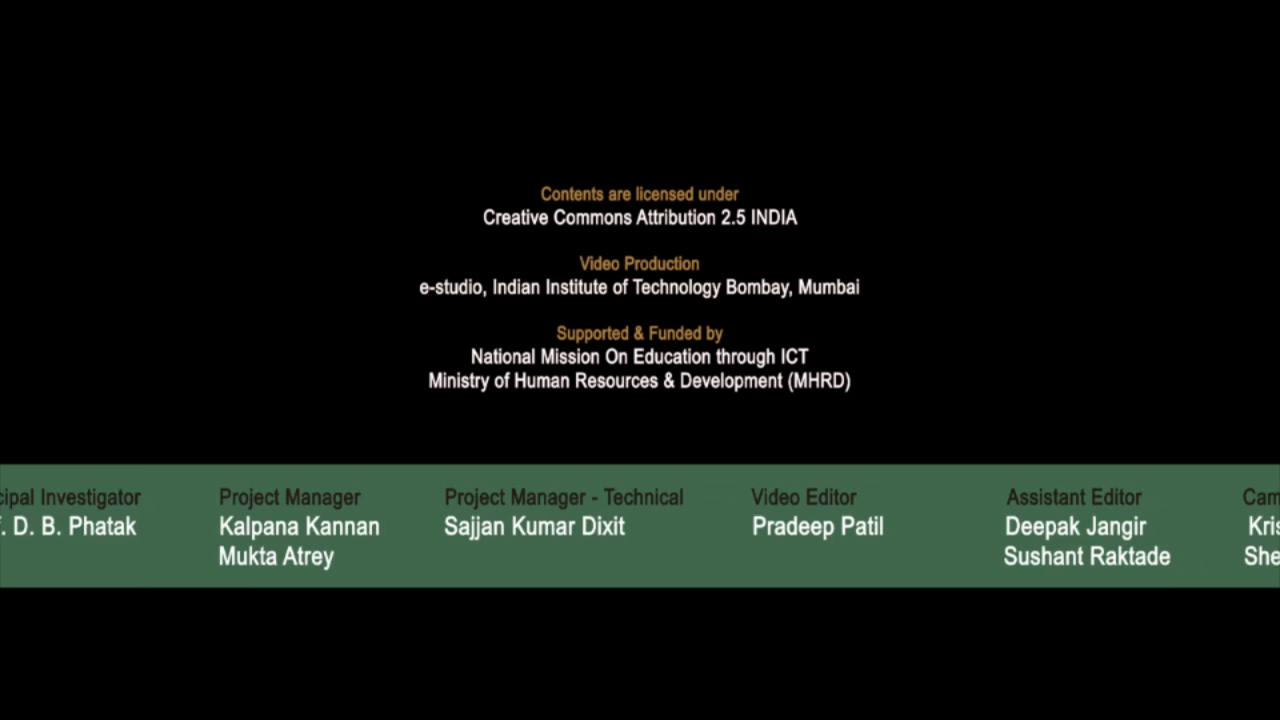 Contents are licensed under
Creative Commons Attribution 2.5 INDIA
Video Production
e-studio, Indian Institute of Technology Bombay, Mumbai
Supported & Funded by
National Mission On Education through ICT
Ministry of Human Resources & Development (MHRD)
Investigator Project Manager Project Manager - Technical Video Editor Assistant Editor
D. B. Phatak Kalpana Kannan Sajjan Kumar Dixit Pradeep Patil Deepak Jangir
Mukta Atrey Sushant Raktade